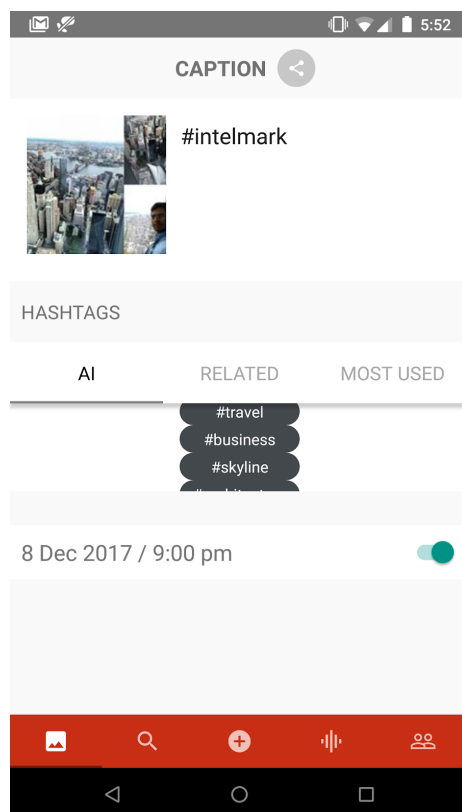 5:52
CAPTION
#intelmark
HASHTAGS
AI
RELATED
MOST USED
#travel
#business
#skyline
8 Dec 2017 / 9:00 pm